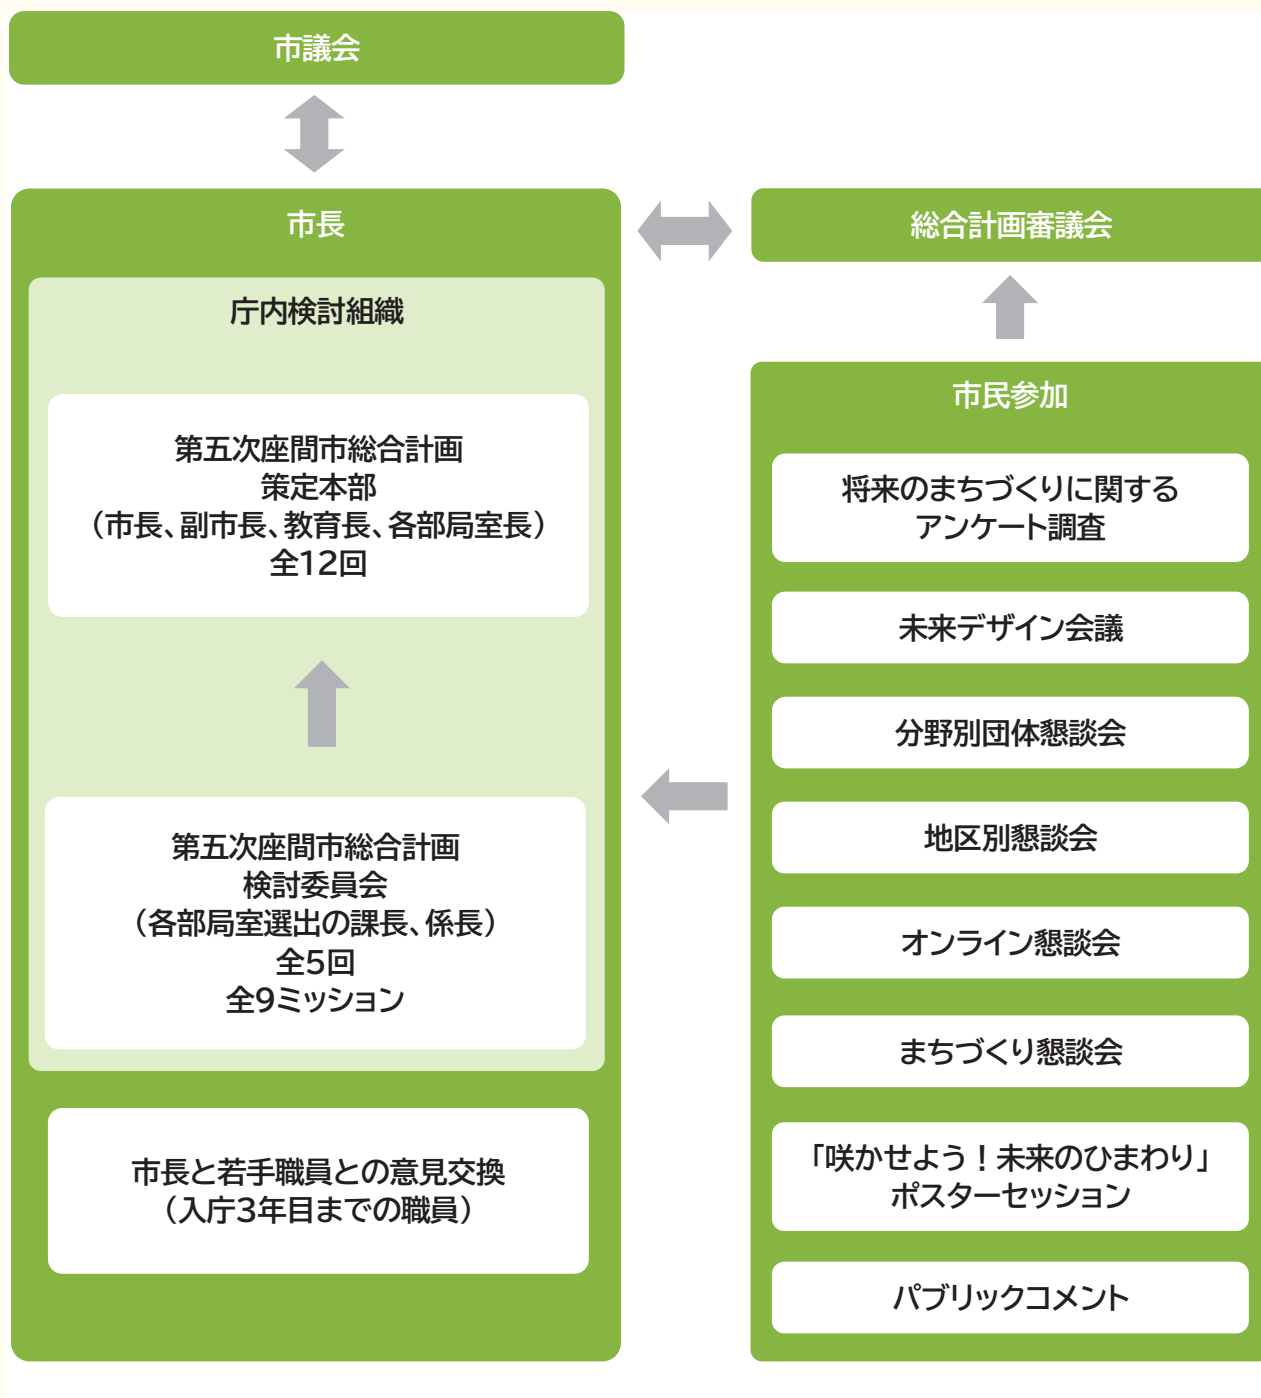 市議会
市長
庁内検討組織
第五次座間市総合計画
策定本部
（市長、副市長、教育長、各部局室長）
全12回
第五次座間市総合計画
検討委員会
（各部局室選出の課長、係長）
全5回
全9ミッション
市長と若手職員との意見交換
（入庁3年目までの職員）
総合計画審議会
市民参加
将来のまちづくりに関する
アンケート調査
未来デザイン会議
分野別団体懇談会
地区別懇談会
オンライン懇談会
まちづくり懇談会
「咲かせよう！未来のひまわり」
ポスターセッション
パブリックコメント